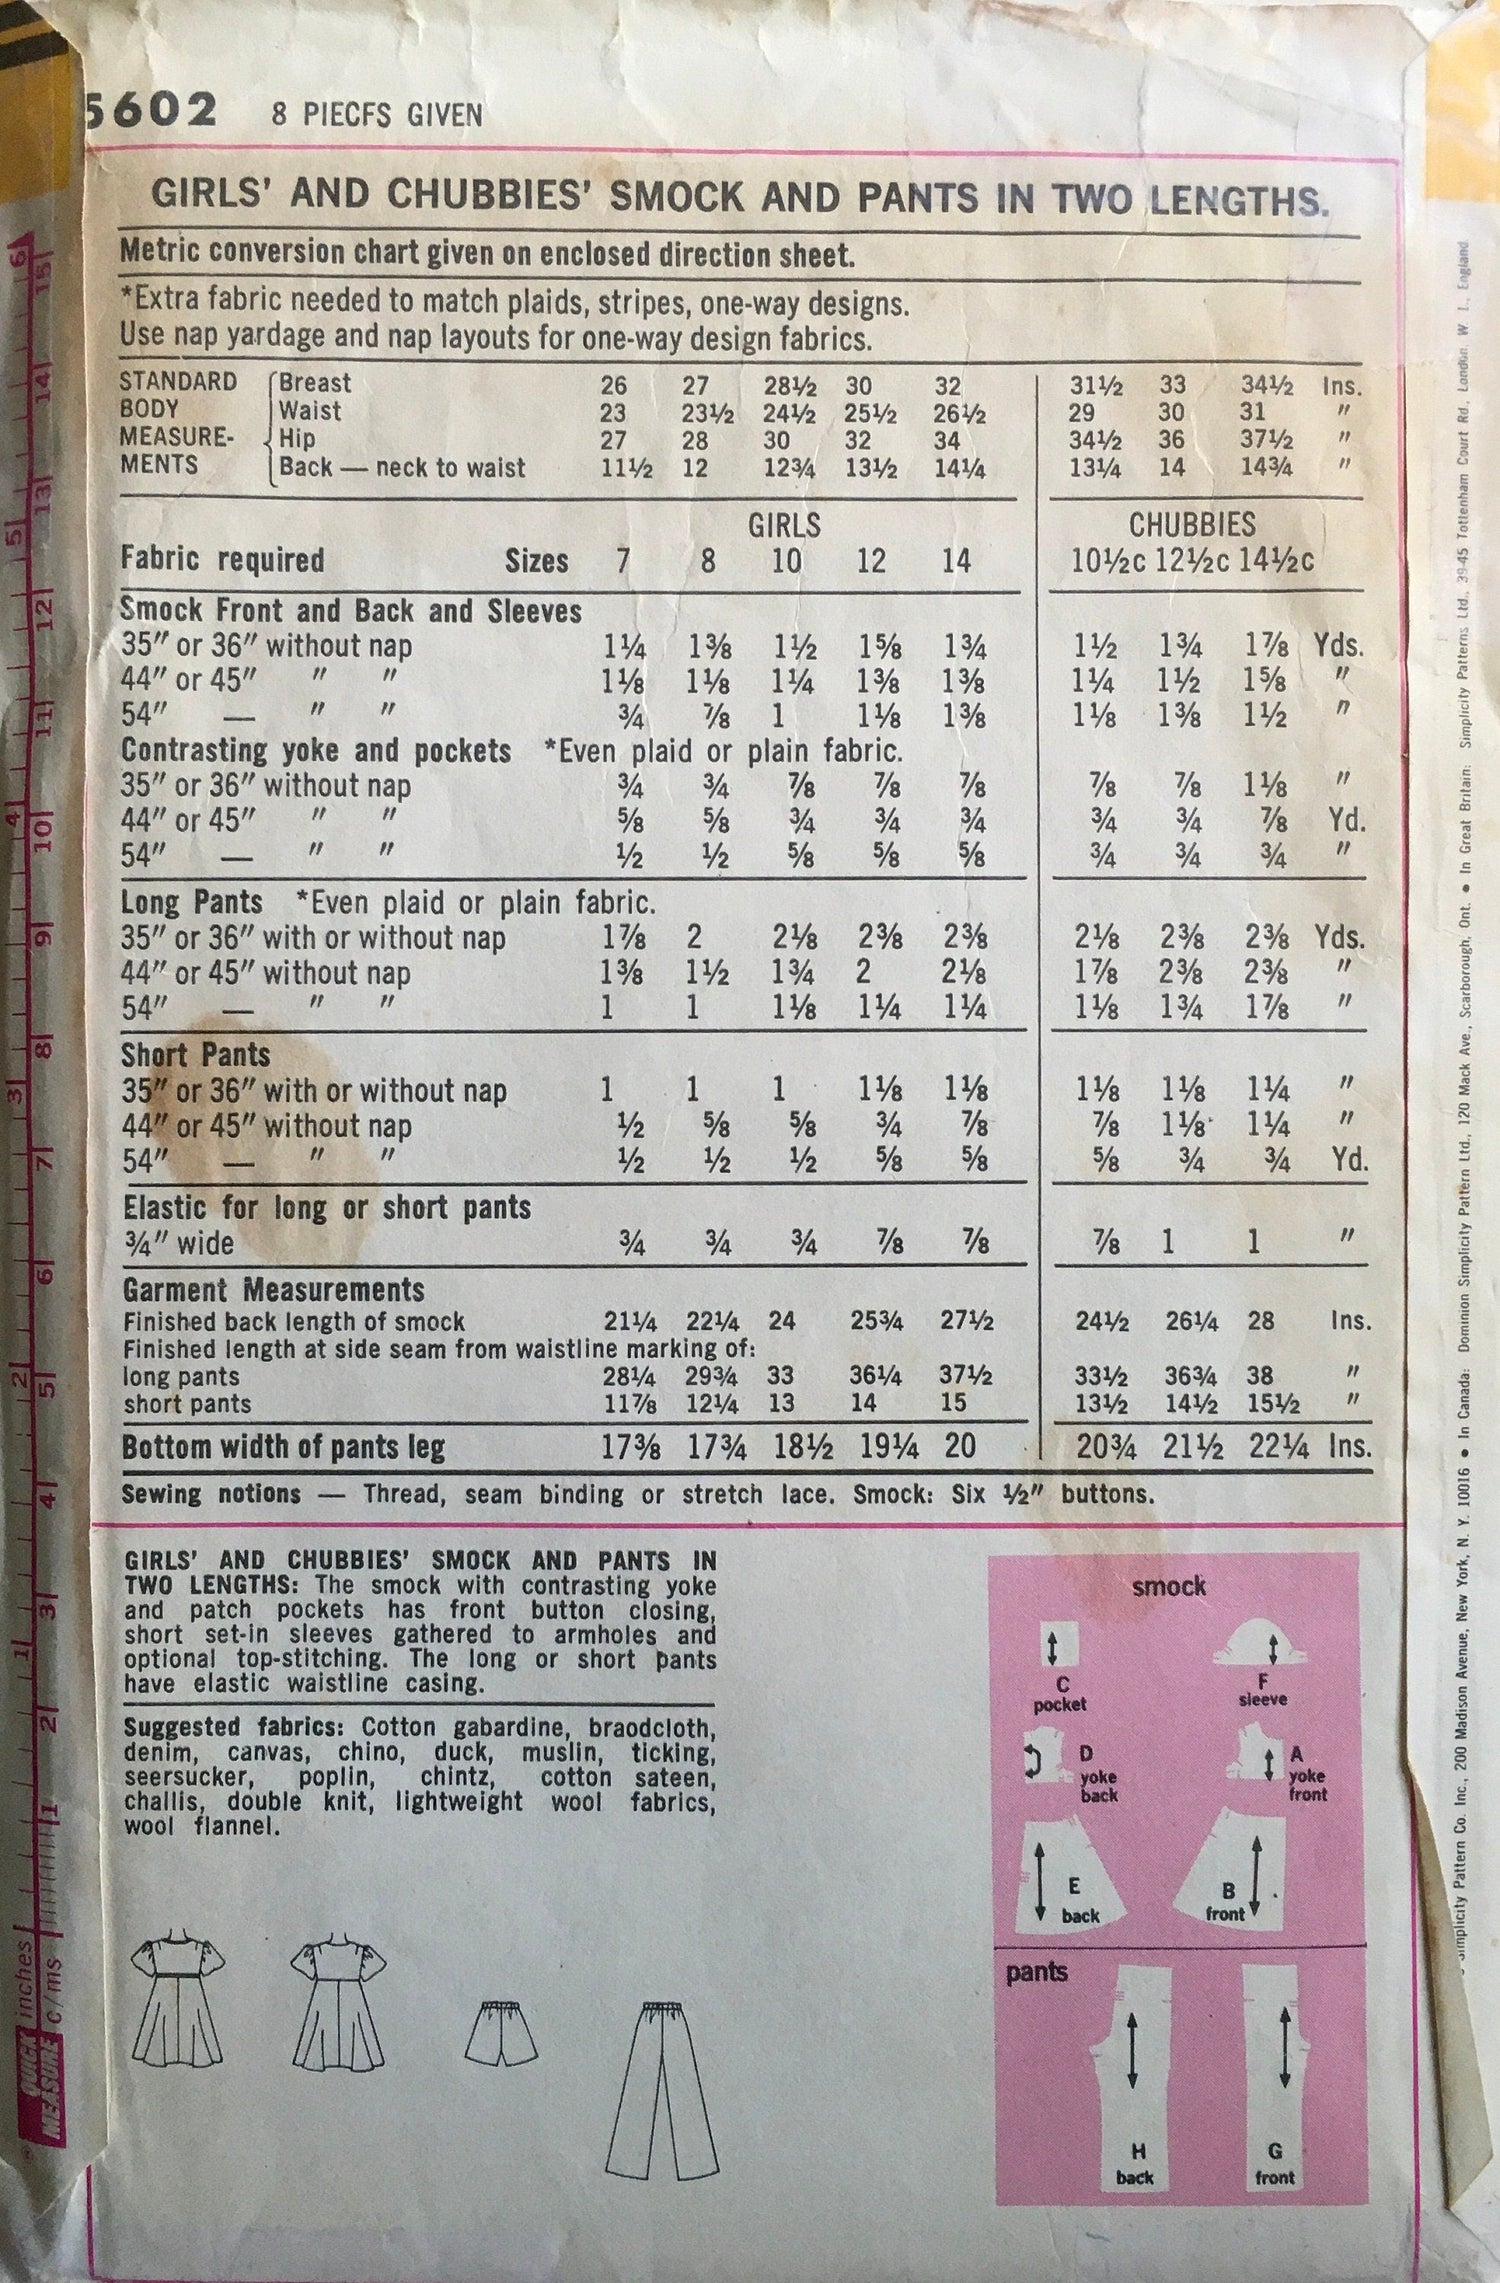 5602 8 PIECFS GIVEN
GIRLS' AND CHUBBIES' SMOCK AND PANTS IN TWO LENGTHS.
Metric conversion chart given on enclosed direction sheet.
*Extra fabric needed to match plaids, stripes, one-way designs.
Use nap yardage and nap layouts for one-way design fabrics.
STANDARD Breast 26 27 28½ 30 32 31½ 33 34½ Ins.
BODY Waist 23 23½ 24½ 25½ 26½ 29 30 31 "
MEASURE- Hip 27 28 30 32 34 34½ 36 37½ "
MENTS Back — neck to waist 11½ 12 12¾ 13½ 14¼ 13¼ 14 14¾ "
GIRLS CHUBBIES
Fabric required Sizes 7 8 10 12 14 10½c 12½c 14½c
Smock Front and Back and Sleeves
35" or 36" without nap 1¼ 1⅜ 1½ 1⅝ 1¾ 1½ 1¾ 1⅞ Yds.
44" or 45" " " 1⅛ 1⅛ 1¼ 1⅜ 1⅜ 1¼ 1½ 1⅝ "
54" — " " ¾ ⅞ 1 1⅛ 1⅜ 1⅛ 1⅜ 1½ "
Contrasting yoke and pockets *Even plaid or plain fabric.
35" or 36" without nap ¾ ¾ ⅞ ⅞ ⅞ ⅞ ⅞ 1⅛ "
44" or 45" " " ⅝ ⅝ ¾ ¾ ¾ ¾ ¾ ⅞ Yd.
54" — " " ½ ½ ⅝ ⅝ ⅝ ¾ ¾ ¾ "
Long Pants *Even plaid or plain fabric.
35" or 36" with or without nap 1⅞ 2 2⅛ 2⅜ 2⅜ 2⅛ 2⅜ 2⅜ Yds.
44" or 45" without nap 1⅜ 1½ 1¾ 2 2⅛ 1⅞ 2⅜ 2⅜ "
54" — " " 1 1 1⅛ 1¼ 1¼ 1⅛ 1¾ 1⅞ "
Short Pants
35" or 36" with or without nap 1 1 1 1⅛ 1⅛ 1⅛ 1⅛ 1¼ "
44" or 45" without nap ½ ⅝ ⅝ ¾ ⅞ ⅞ 1⅛ 1¼ "
54" — " " ½ ½ ½ ⅝ ⅝ ⅝ ¾ ¾ Yd.
Elastic for long or short pants
¾" wide ¾ ¾ ¾ ⅞ ⅞ ⅞ 1 1 "
Garment Measurements
Finished back length of smock 21¼ 22¼ 24 25¾ 27½ 24½ 26¼ 28 Ins.
Finished length at side seam from waistline marking of:
long pants 28¼ 29¾ 33 36¼ 37½ 33½ 36¾ 38 "
short pants 11⅞ 12¼ 13 14 15 13½ 14½ 15½ "
Bottom width of pants leg 17⅜ 17¾ 18½ 19¼ 20 20¾ 21½ 22¼ Ins.
Sewing notions — Thread, seam binding or stretch lace. Smock: Six ½" buttons.
GIRLS' AND CHUBBIES' SMOCK AND PANTS IN
TWO LENGTHS: The smock with contrasting yoke
and patch pockets has front button closing,
short set-in sleeves gathered to armholes and
optional top-stitching. The long or short pants
have elastic waistline casing.
Suggested fabrics: Cotton gabardine, braodcloth,
denim, canvas, chino, duck, muslin, ticking,
seersucker, poplin, chintz, cotton sateen,
challis, double knit, lightweight wool fabrics,
wool flannel.
smock
C
pocket
F
sleeve
D
yoke
back
A
yoke
front
E
back
B
front
pants
H
back
G
front
Simplicity Pattern Co. Inc., 200 Madison Avenue, New York, N. Y. 10016 • In Canada: Dominion Simplicity Pattern Ltd., 120 Mack Ave., Scarborough, Ont. • In Great Britain: Simplicity Patterns Ltd., 39-45 Tottenham Court Rd., London, W 1., England
QUICK inches
MEASURE c/ms
1 2 3 4 5 6
1 2 3 4 5 6 7 8 9 10 11 12 13 14 15